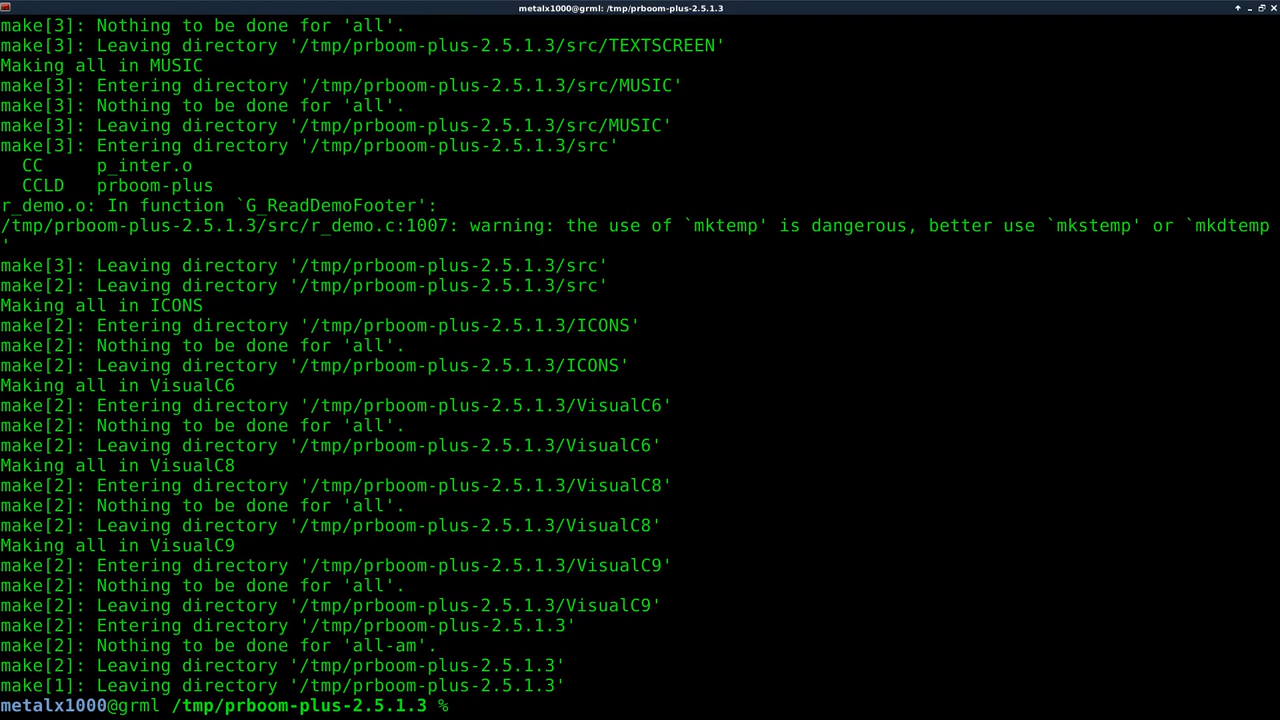 metalx1000@grml: /tmp/prboom-plus-2.5.1.3
make[3]: Nothing to be done for 'all'.
make[3]: Leaving directory '/tmp/prboom-plus-2.5.1.3/src/TEXTSCREEN'
Making all in MUSIC
make[3]: Entering directory '/tmp/prboom-plus-2.5.1.3/src/MUSIC'
make[3]: Nothing to be done for 'all'.
make[3]: Leaving directory '/tmp/prboom-plus-2.5.1.3/src/MUSIC'
make[3]: Entering directory '/tmp/prboom-plus-2.5.1.3/src'
  CC     p_inter.o
  CCLD   prboom-plus
r_demo.o: In function `G_ReadDemoFooter':
/tmp/prboom-plus-2.5.1.3/src/r_demo.c:1007: warning: the use of `mktemp' is dangerous, better use `mkstemp' or `mkdtemp
'
make[3]: Leaving directory '/tmp/prboom-plus-2.5.1.3/src'
make[2]: Leaving directory '/tmp/prboom-plus-2.5.1.3/src'
Making all in ICONS
make[2]: Entering directory '/tmp/prboom-plus-2.5.1.3/ICONS'
make[2]: Nothing to be done for 'all'.
make[2]: Leaving directory '/tmp/prboom-plus-2.5.1.3/ICONS'
Making all in VisualC6
make[2]: Entering directory '/tmp/prboom-plus-2.5.1.3/VisualC6'
make[2]: Nothing to be done for 'all'.
make[2]: Leaving directory '/tmp/prboom-plus-2.5.1.3/VisualC6'
Making all in VisualC8
make[2]: Entering directory '/tmp/prboom-plus-2.5.1.3/VisualC8'
make[2]: Nothing to be done for 'all'.
make[2]: Leaving directory '/tmp/prboom-plus-2.5.1.3/VisualC8'
Making all in VisualC9
make[2]: Entering directory '/tmp/prboom-plus-2.5.1.3/VisualC9'
make[2]: Nothing to be done for 'all'.
make[2]: Leaving directory '/tmp/prboom-plus-2.5.1.3/VisualC9'
make[2]: Entering directory '/tmp/prboom-plus-2.5.1.3'
make[2]: Nothing to be done for 'all-am'.
make[2]: Leaving directory '/tmp/prboom-plus-2.5.1.3'
make[1]: Leaving directory '/tmp/prboom-plus-2.5.1.3'
metalx1000@grml /tmp/prboom-plus-2.5.1.3 %